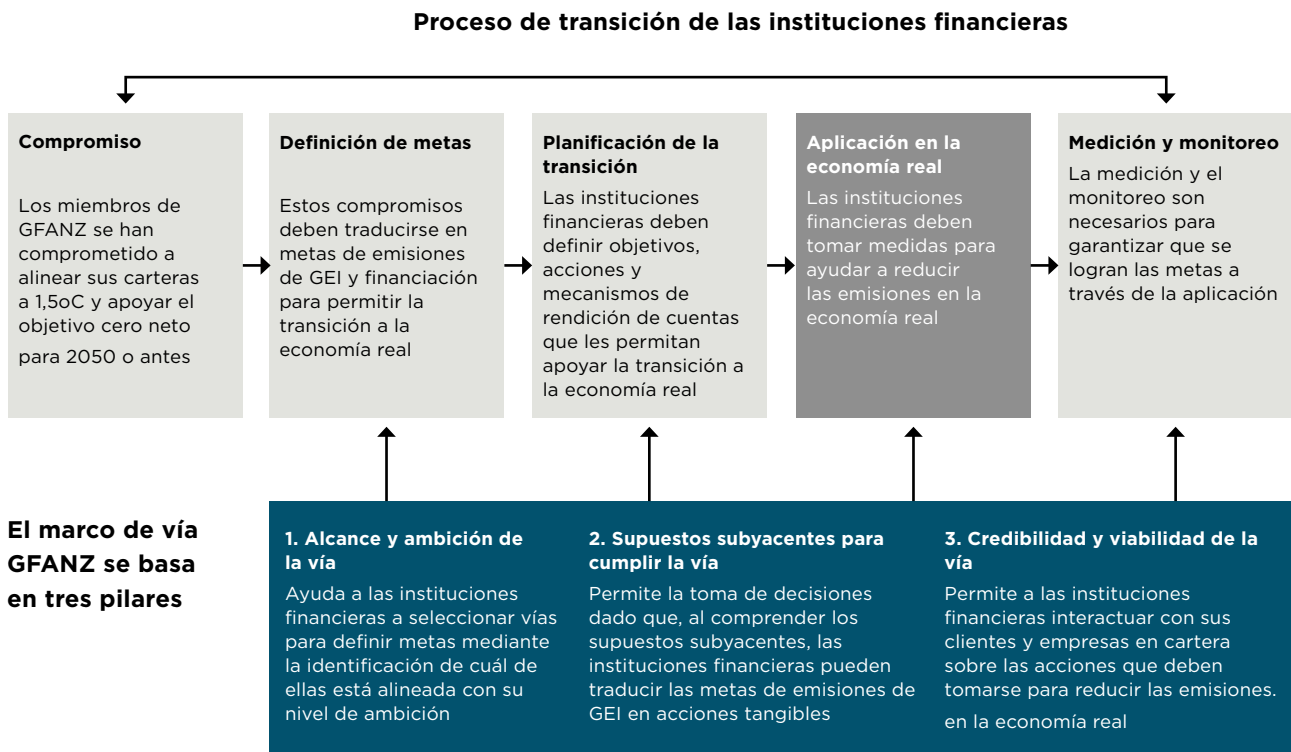 Proceso de transición de las instituciones financieras
Compromiso
Los miembros de
GFANZ se han
comprometido a
alinear sus carteras
a 1,5oC y apoyar el
objetivo cero neto
para 2050 o antes
Definición de metas
Estos compromisos
deben traducirse en
metas de emisiones
de GEI y financiación
para permitir la
transición a la
economía real
Planificación de la
transición
Las instituciones
financieras deben
definir objetivos,
acciones y
mecanismos de
rendición de cuentas
que les permitan
apoyar la transición a
la economía real
Aplicación en la
economía real
Las instituciones
financieras deben
tomar medidas para
ayudar a reducir
las emisiones en la
economía real
Medición y monitoreo
La medición y el
monitoreo son
necesarios para
garantizar que se
logran las metas a
través de la aplicación
El marco de vía
GFANZ se basa
en tres pilares
1. Alcance y ambición de
la vía
Ayuda a las instituciones
financieras a seleccionar vías
para definir metas mediante
la identificación de cuál de
ellas está alineada con su
nivel de ambición
2. Supuestos subyacentes para
cumplir la vía
Permite la toma de decisiones
dado que, al comprender los
supuestos subyacentes, las
instituciones financieras pueden
traducir las metas de emisiones de
GEI en acciones tangibles
3. Credibilidad y viabilidad de la
vía
Permite a las instituciones
financieras interactuar con sus
clientes y empresas en cartera
sobre las acciones que deben
tomarse para reducir las emisiones.
en la economía real